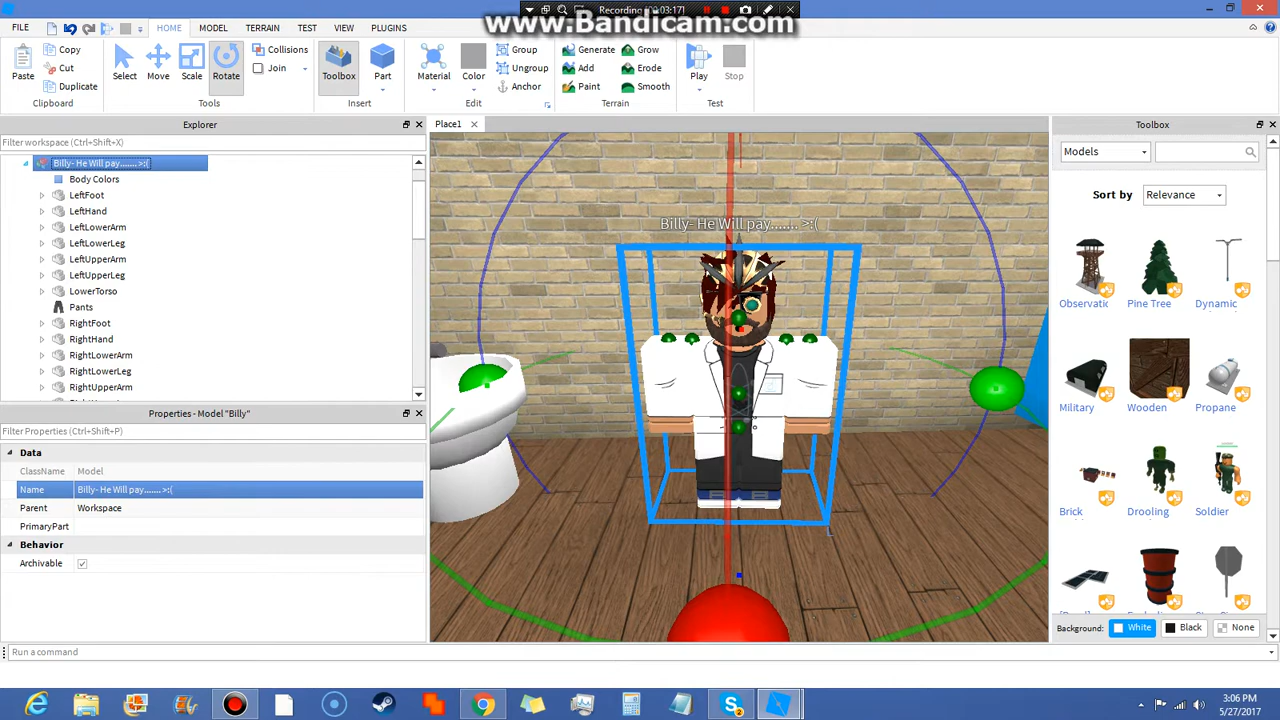 Recording [00:03:17]
www.Bandicam.com
FILE HOME MODEL TERRAIN TEST VIEW PLUGINS
Paste Copy Cut Duplicate
Select Move Scale Rotate Collisions Join
Toolbox Part
Material Color Group Ungroup Anchor
Generate Add Paint Grow Erode Smooth
Play Stop
Clipboard Tools Insert Edit Terrain Test
Explorer
Filter workspace (Ctrl+Shift+X)
Billy- He Will pay....... >:(
Body Colors
LeftFoot
LeftHand
LeftLowerArm
LeftLowerLeg
LeftUpperArm
LeftUpperLeg
LowerTorso
Pants
RightFoot
RightHand
RightLowerArm
RightLowerLeg
RightUpperArm
Properties - Model "Billy"
Filter Properties (Ctrl+Shift+P)
Data
ClassName Model
Name Billy- He Will pay....... >:(
Parent Workspace
PrimaryPart
Behavior
Archivable
Place1
Billy- He Will pay....... >:(
L
Toolbox
Models
Sort by Relevance
Observatic Pine Tree Dynamic
Military Wooden Propane
Brick Drooling Soldier
Background: White Black None
Run a command
3:06 PM
5/27/2017